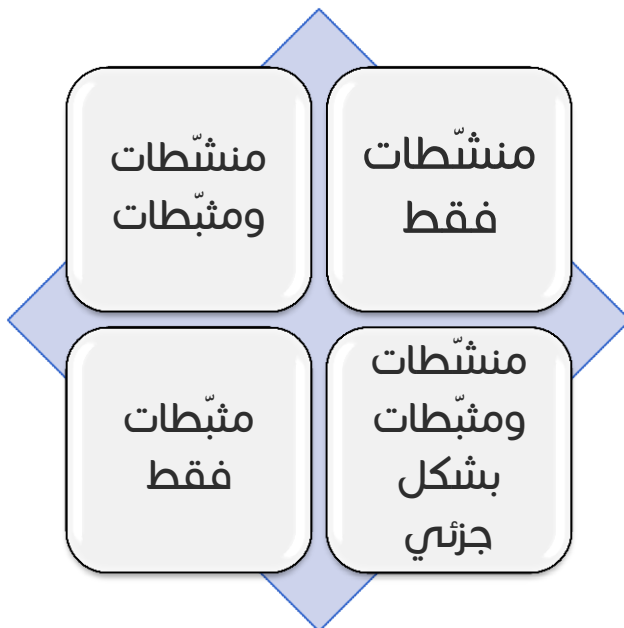 منشّطات
فقط
منشّطات
ومثبّطات
منشّطات
ومثبّطات
بشكل
جزئي
مثبّطات
فقط